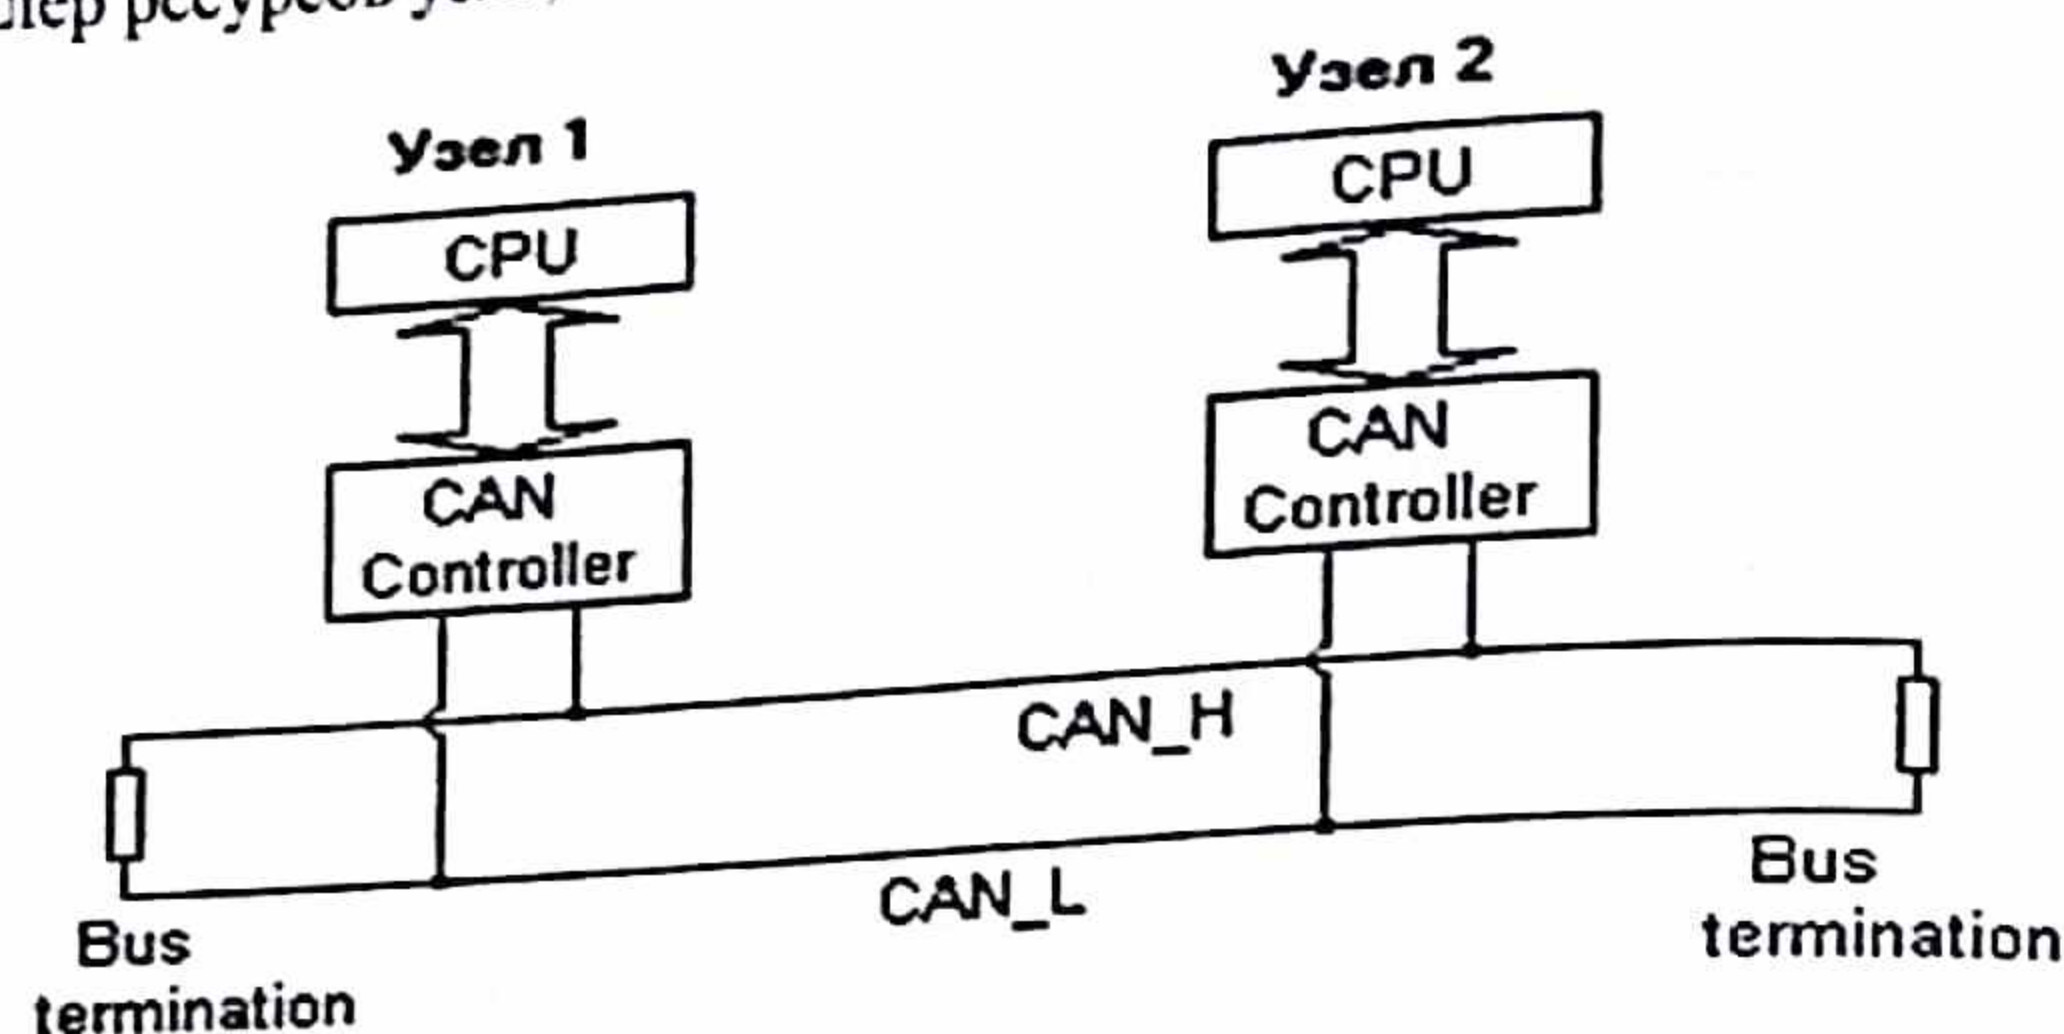 Узел 1
CPU
CAN
Controller
Узел 2
CPU
CAN
Controller
CAN_H
CAN_L
Bus
termination
Bus
termination